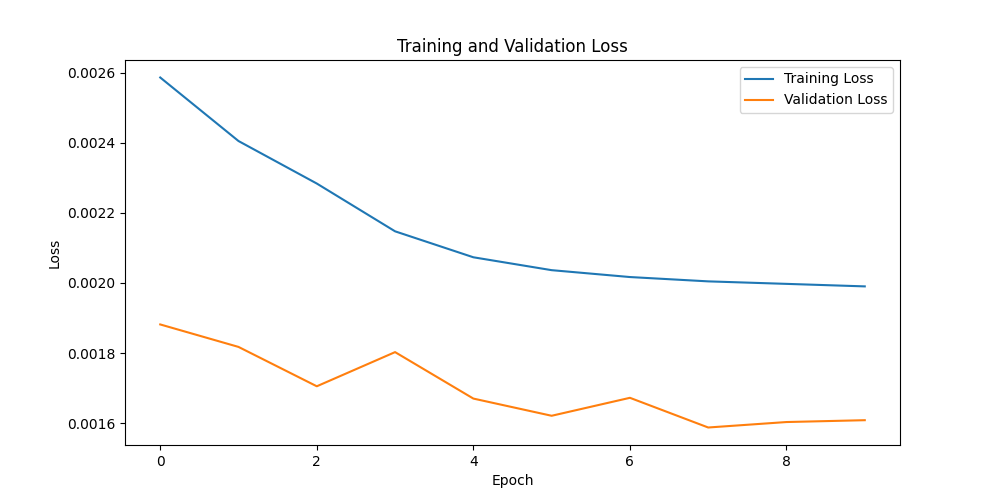 Training and Validation Loss
Training Loss
Validation Loss
0.0026
0.0024
0.0022
0.0020
0.0018
0.0016
Loss
0
2
4
6
8
Epoch